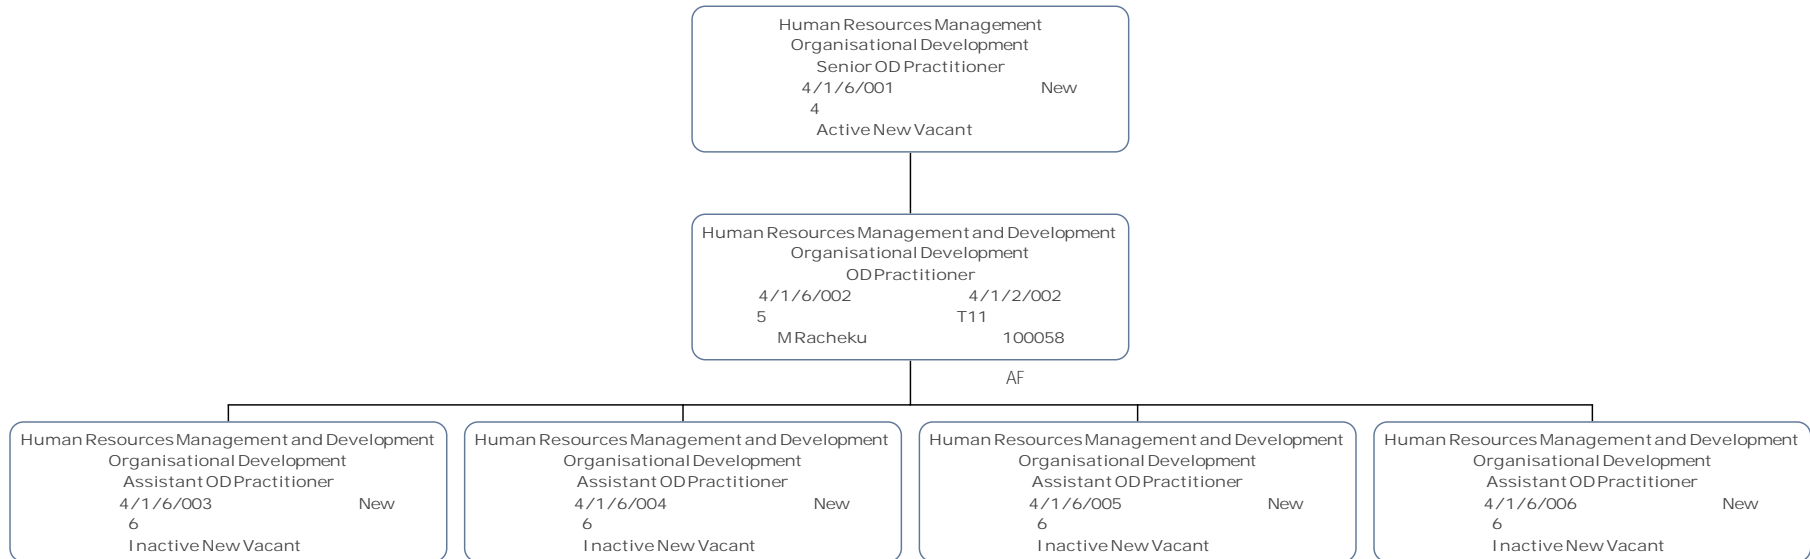 Human Resources Management
Organisational Development
Senior OD Practitioner
4/1/6/001 New
4
Active New Vacant
Human Resources Management and Development
Organisational Development
OD Practitioner
4/1/6/002 4/1/2/002
5 T11
M Racheku 100058
AF
Human Resources Management and Development
Organisational Development
Assistant OD Practitioner
4/1/6/003 New
6
Inactive New Vacant
Human Resources Management and Development
Organisational Development
Assistant OD Practitioner
4/1/6/004 New
6
Inactive New Vacant
Human Resources Management and Development
Organisational Development
Assistant OD Practitioner
4/1/6/005 New
6
Inactive New Vacant
Human Resources Management and Development
Organisational Development
Assistant OD Practitioner
4/1/6/006 New
6
Inactive New Vacant